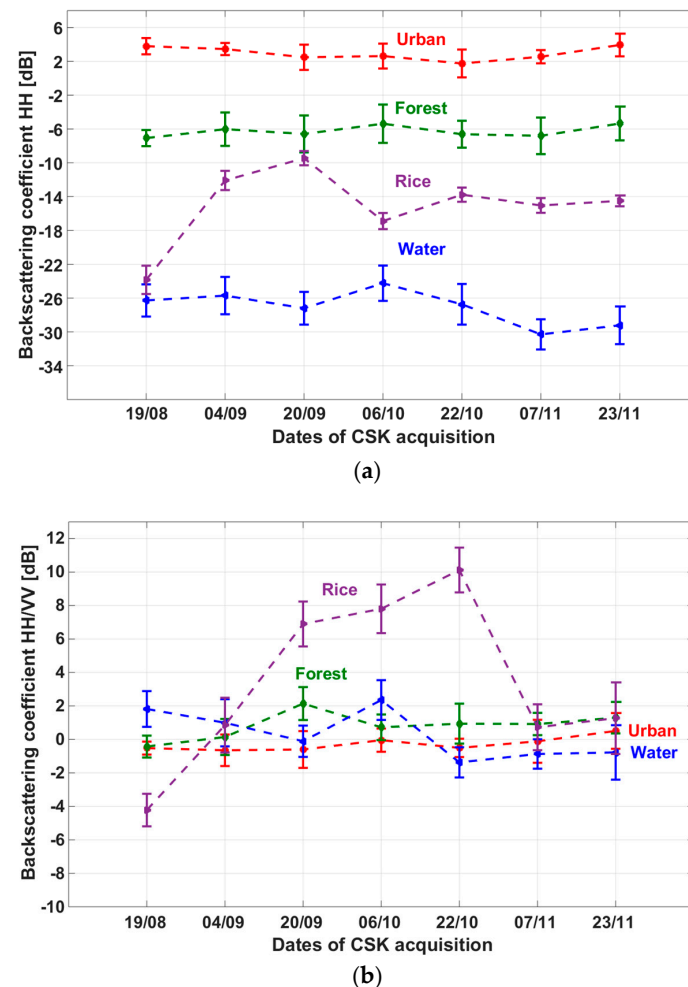 6
2
-2
-6
-10
-14
-18
-22
-26
-30
-34
Backscattering coefficient HH [dB]
Urban
Forest
Rice
Water
19/08 04/09 20/09 06/10 22/10 07/11 23/11
Dates of CSK acquisition
(a)
12
10
8
6
4
2
0
-2
-4
-6
-8
-10
Backscattering coefficient HH/VV [dB]
Rice
Forest
Urban
Water
19/08 04/09 20/09 06/10 22/10 07/11 23/11
Dates of CSK acquisition
(b)